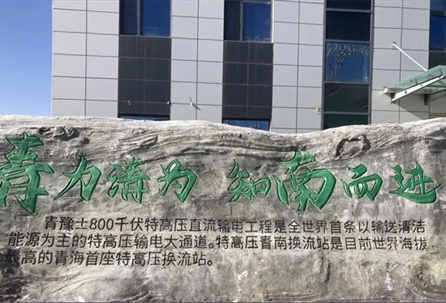 青力溝为 知南而进
青豫±800千伏特高压直流输电工程是全世界首条以输送清洁
能源为主的特高压输电大通道。特高压青南换流站是目前世界海拔
最高的青海首座特高压换流站。